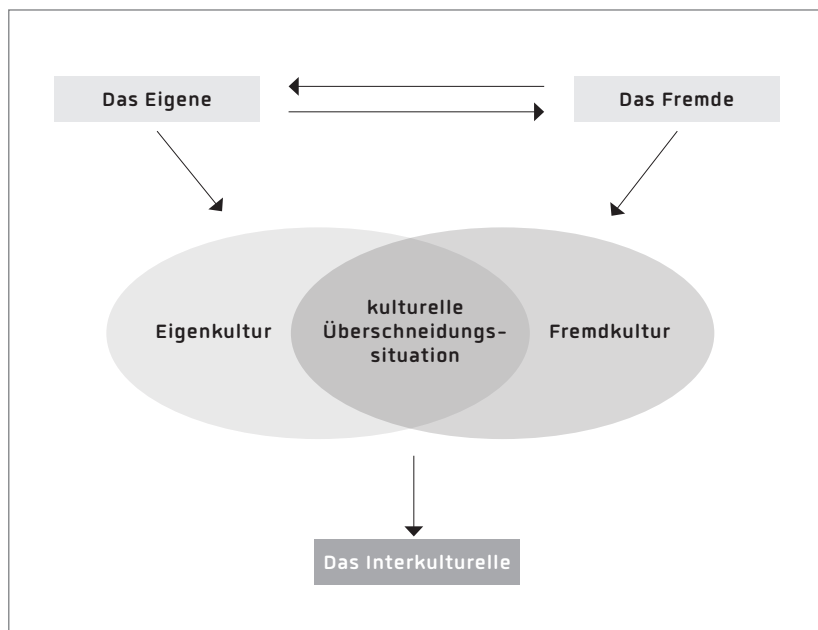 Das Eigene
Das Fremde
Eigenkultur
kulturelle
Überschneidungs-
situation
Fremdkultur
Das Interkulturelle